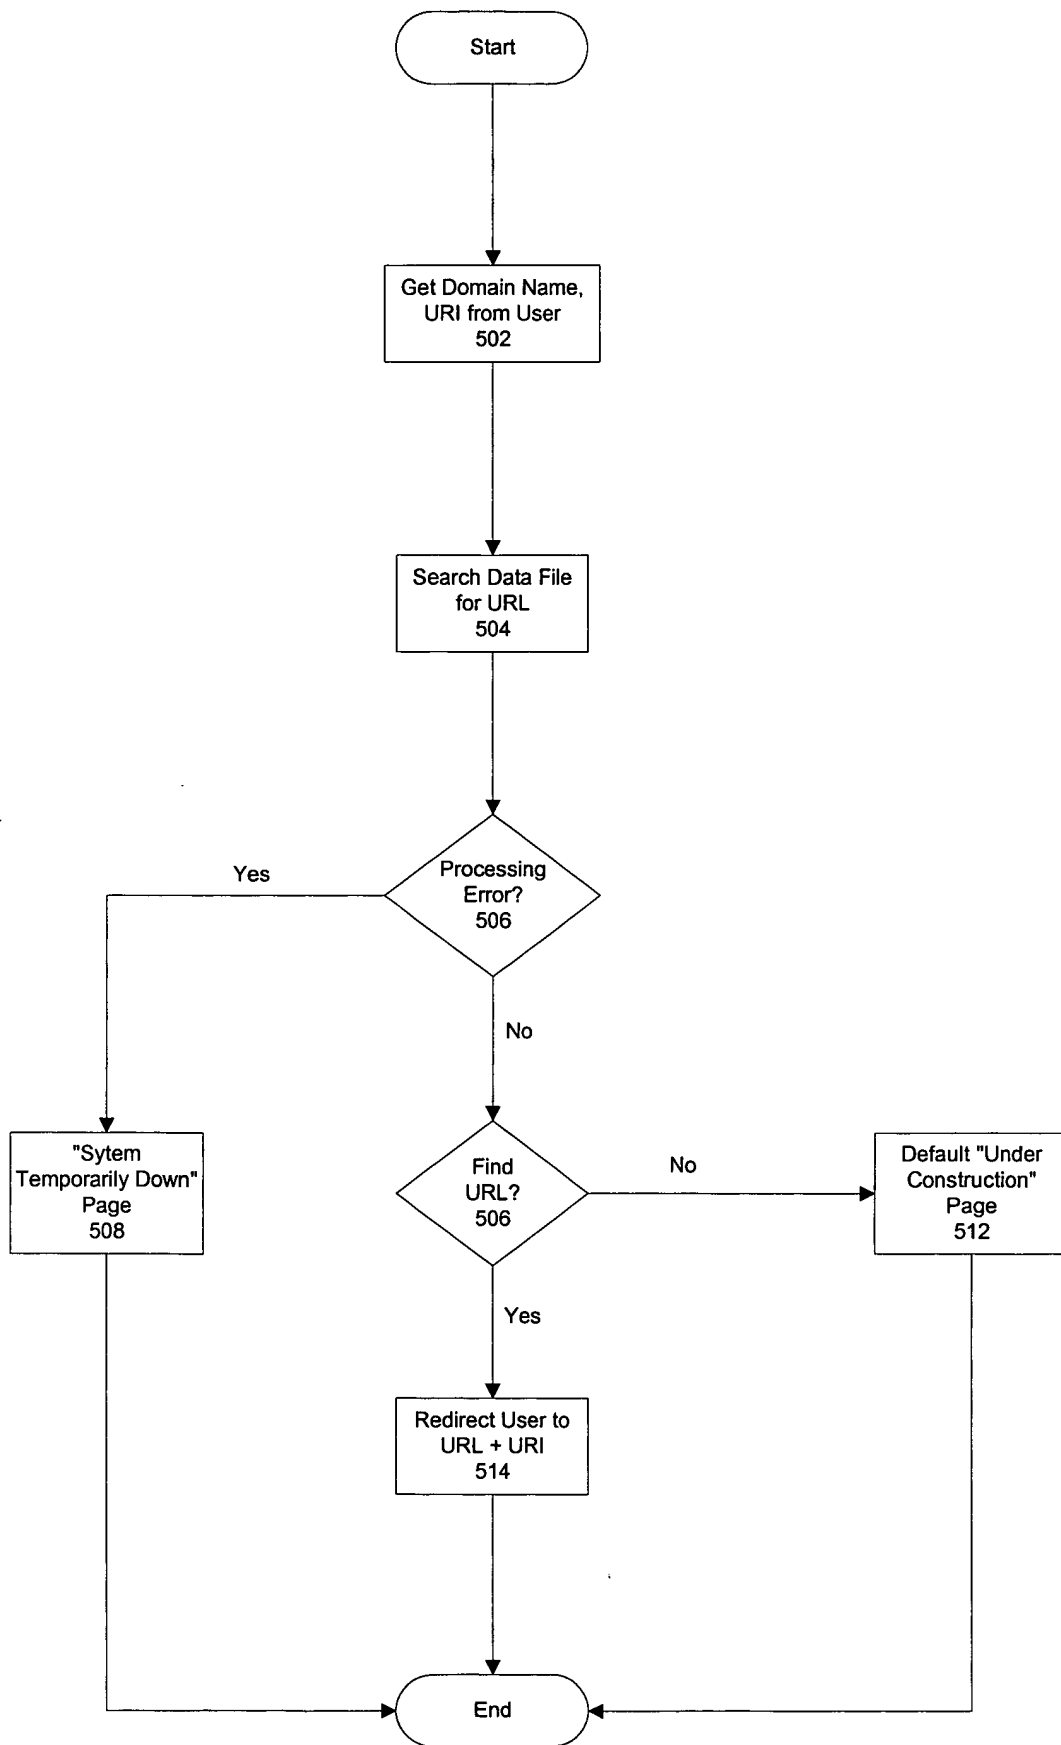 Start
Get Domain Name,
URI from User
502
Search Data File
for URL
504
Processing
Error?
506
Yes
No
"Sytem
Temporarily Down"
Page
508
Find
URL?
506
No
Default "Under
Construction"
Page
512
Yes
Redirect User to
URL + URI
514
End